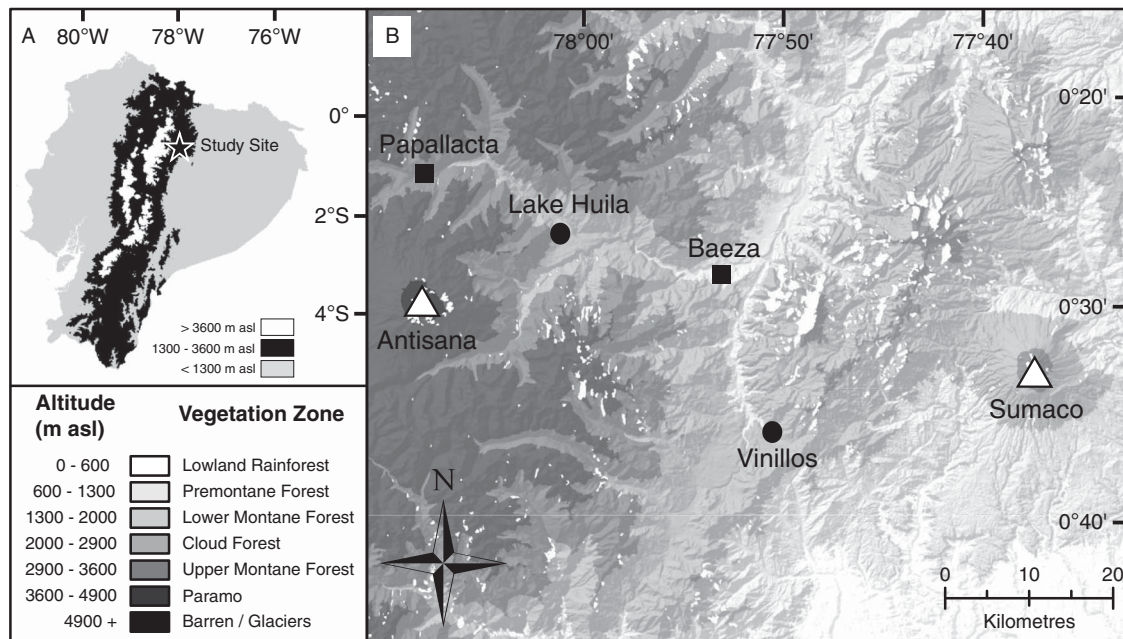 A
80°W 78°W 76°W
0°
Study Site
2°S
4°S
> 3600 m asl
1300 - 3600 m asl
< 1300 m asl
Altitude
(m asl)
Vegetation Zone
0 - 600 Lowland Rainforest
600 - 1300 Premontane Forest
1300 - 2000 Lower Montane Forest
2000 - 2900 Cloud Forest
2900 - 3600 Upper Montane Forest
3600 - 4900 Paramo
4900 + Barren / Glaciers
B
78°00' 77°50' 77°40'
0°20'
Papallacta
Lake Huila
Baeza
0°30'
Antisana
Sumaco
Vinillos
N
0°40'
0 10 20
Kilometres